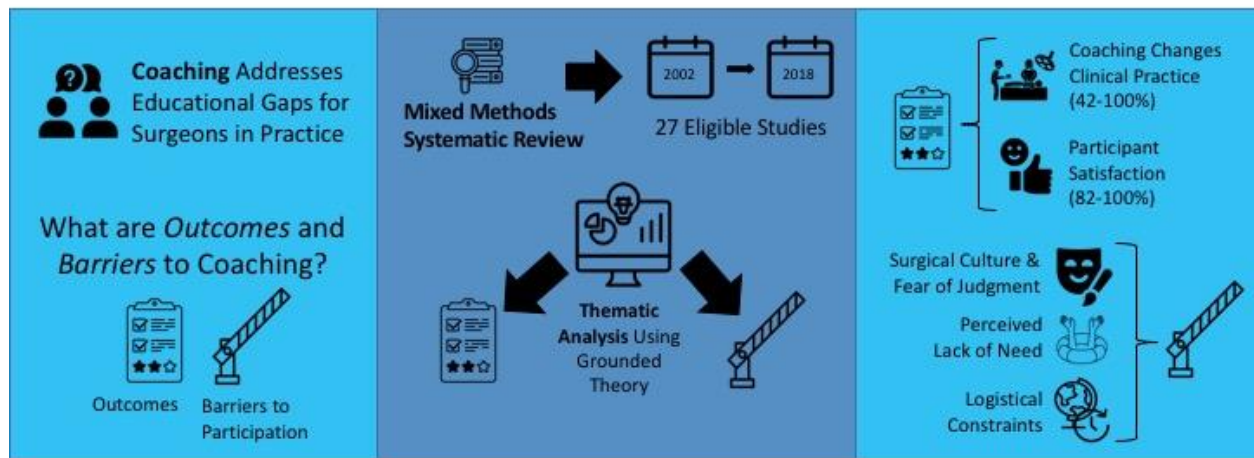 Coaching Addresses
Educational Gaps for
Surgeons in Practice
What are Outcomes and
Barriers to Coaching?
Outcomes
Barriers to
Participation
Mixed Methods
Systematic Review
2002
2018
27 Eligible Studies
Thematic
Analysis Using
Grounded
Theory
Coaching Changes
Clinical Practice
(42-100%)
Participant
Satisfaction
(82-100%)
Surgical Culture &
Fear of Judgment
Perceived
Lack of Need
Logistical
Constraints